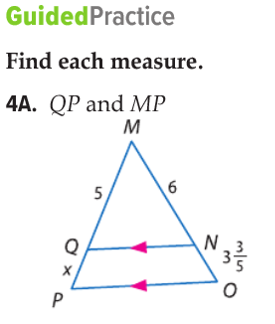 GuidedPractice
Find each measure.
4A. QP and MP
M
5
6
Q
N
3 3/5
x
P
O